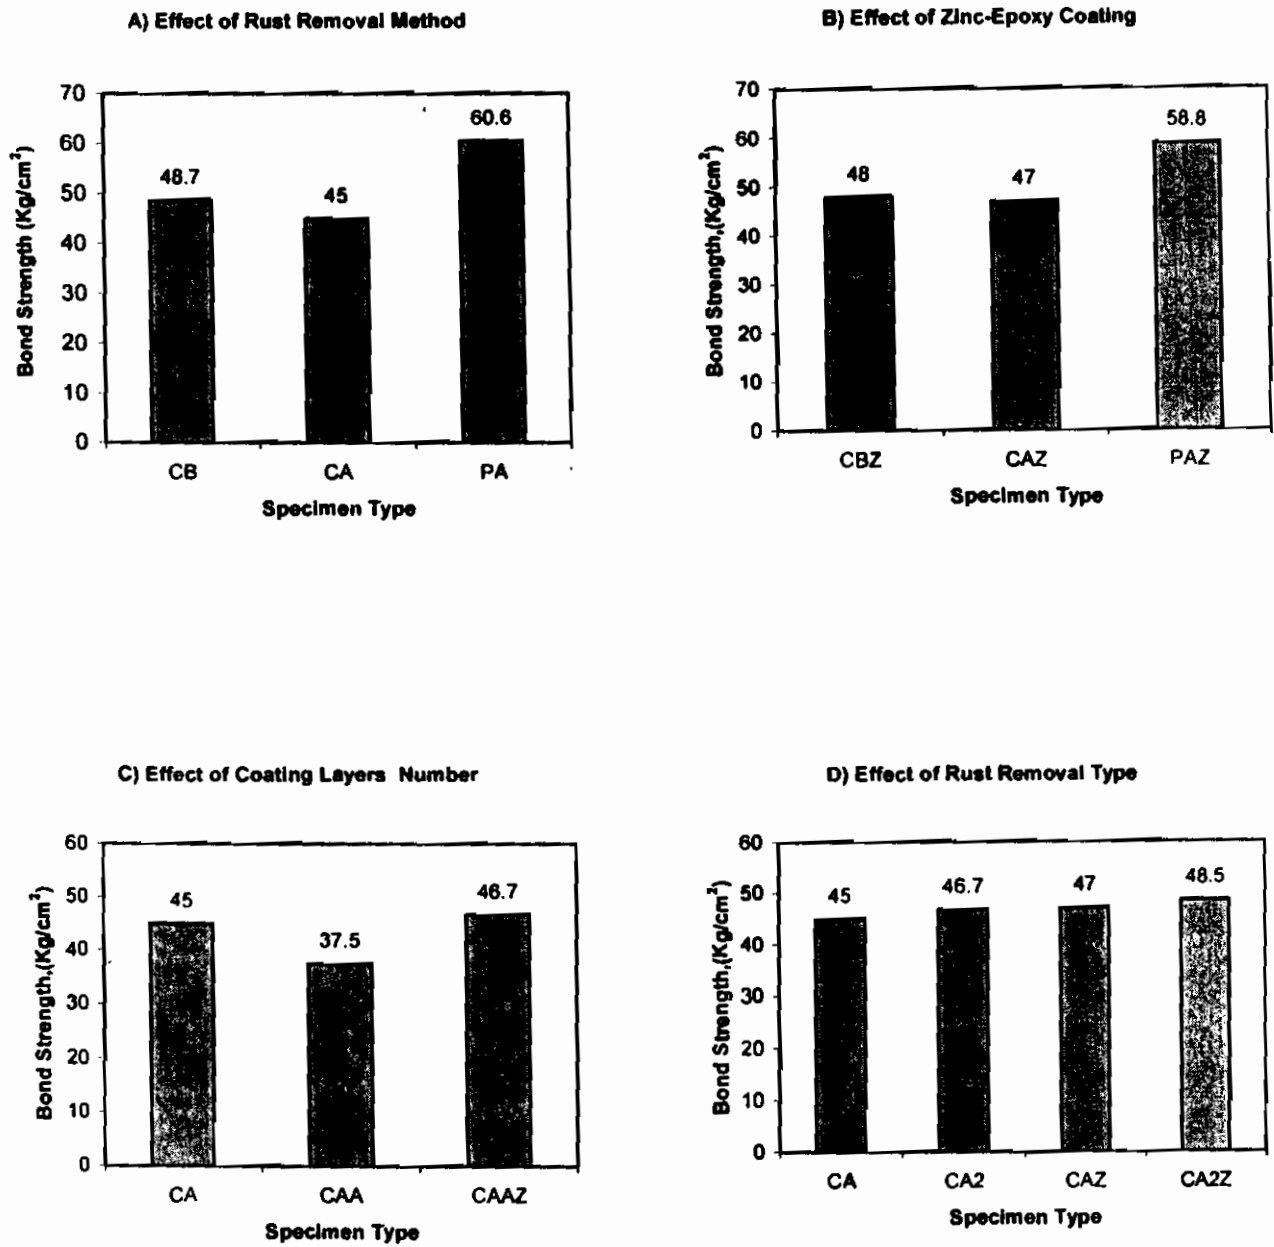 A) Effect of Rust Removal Method
70
60
50
40
30
20
10
0
Bond Strength (Kg/cm²)
48.7
45
60.6
CB
CA
PA
Specimen Type
B) Effect of Zinc-Epoxy Coating
70
60
50
40
30
20
10
0
Bond Strength,(Kg/cm²)
48
47
58.8
CBZ
CAZ
PAZ
Specimen Type
C) Effect of Coating Layers Number
60
50
40
30
20
10
0
Bond Strength,(Kg/cm²)
45
37.5
46.7
CA
CAA
CAAZ
Specimen Type
D) Effect of Rust Removal Type
60
50
40
30
20
10
0
Bond Strength,(Kg/cm²)
45
46.7
47
48.5
CA
CA2
CAZ
CA2Z
Specimen Type